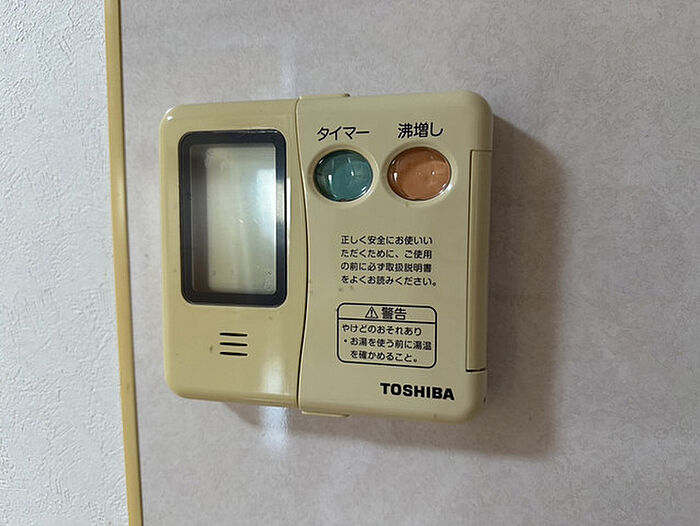 タイマー 沸増し
正しく安全にお使いい
ただくために、ご使用
の前に必ず取扱説明書
をよくお読みください。
⚠警告
やけどのおそれあり
・お湯を使う前に湯温
を確かめること。
TOSHIBA